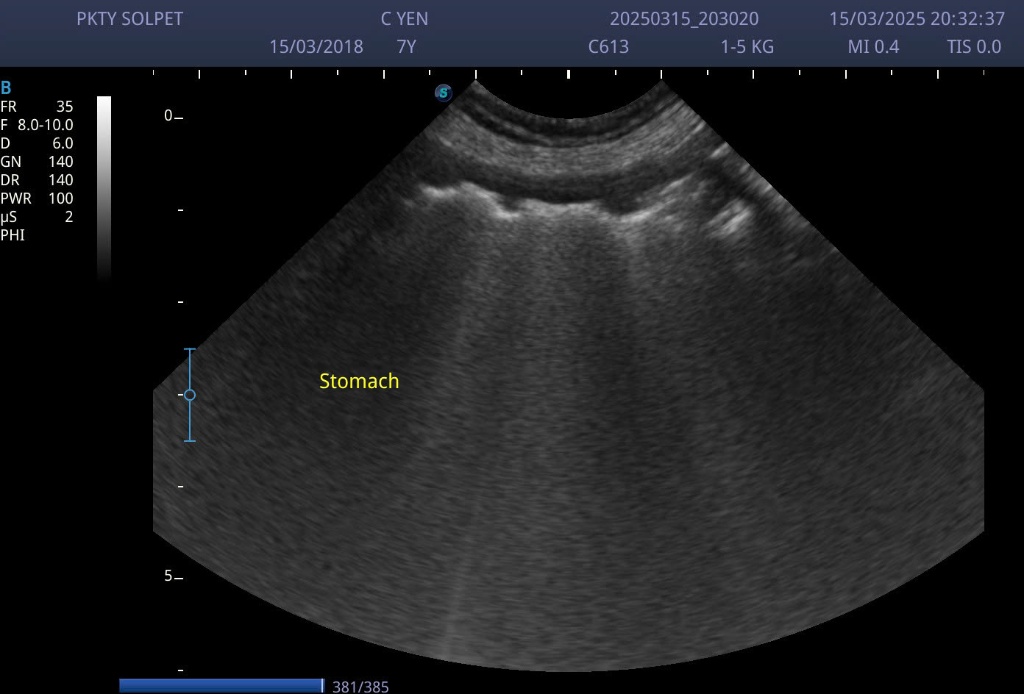 PKTY SOLPET C YEN 20250315_203020 15/03/2025 20:32:37
15/03/2018 7Y C613 1-5 KG MI 0.4 TIS 0.0
B
FR 35
F 8.0-10.0
D 6.0
GN 140
DR 140
PWR 100
µS 2
PHI
S
0
Stomach
5
381/385